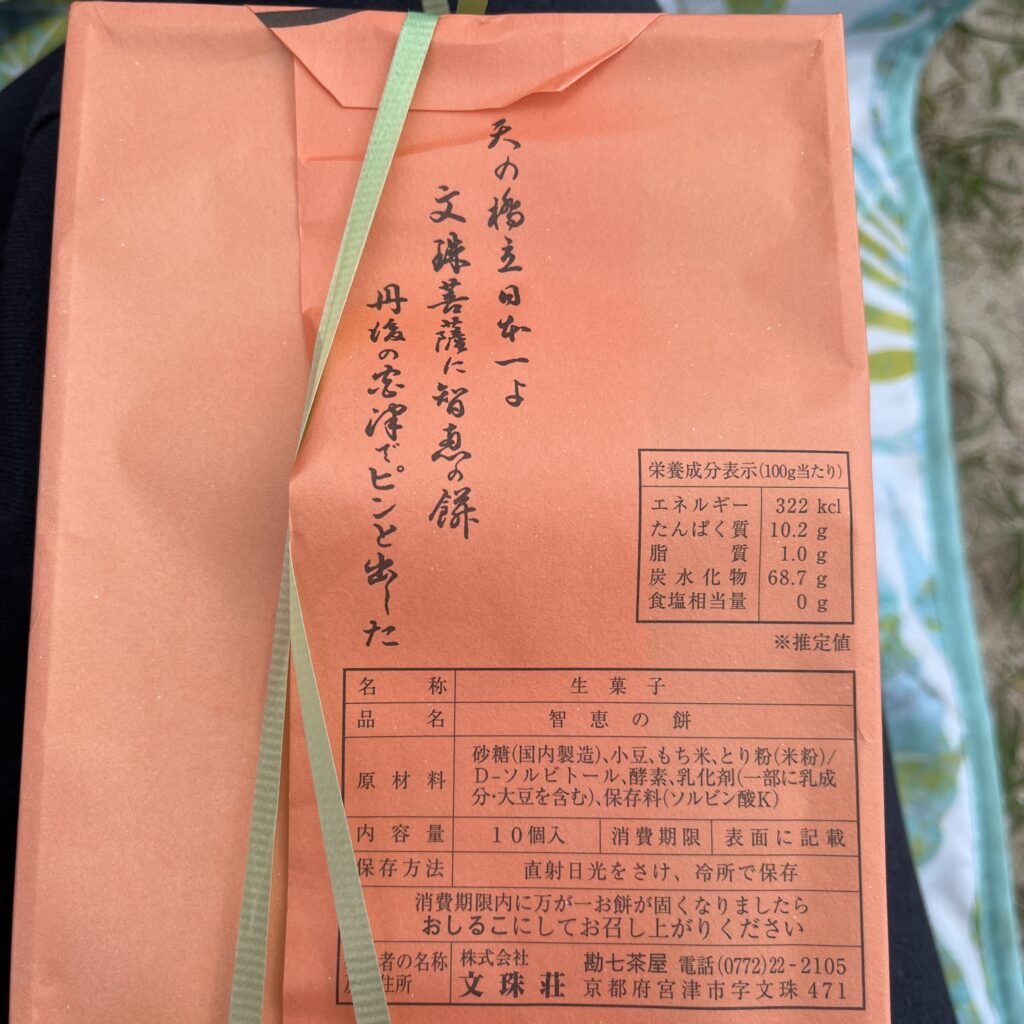 天の橋立日本一よ
文珠菩薩に智恵の餅
丹後の宮津でピンと出した
栄養成分表示(100g当たり)
エネルギー 322 kcl
たんぱく質 10.2 g
脂質 1.0 g
炭水化物 68.7 g
食塩相当量 0 g
※推定値
名称 生菓子
品名 智恵の餅
原材料 砂糖(国内製造)、小豆、もち米、とり粉(米粉)/
D-ソルビトール、酵素、乳化剤(一部に乳成
分・大豆を含む)、保存料(ソルビン酸K)
内容量 10個入 消費期限 表面に記載
保存方法 直射日光をさけ、冷所で保存
消費期限内に万が一お餅が固くなりましたら
おしるこにしてお召し上がりください
者の名称 株式会社 勘七茶屋 電話(0772)22-2105
住所 文珠荘 京都府宮津市字文珠471